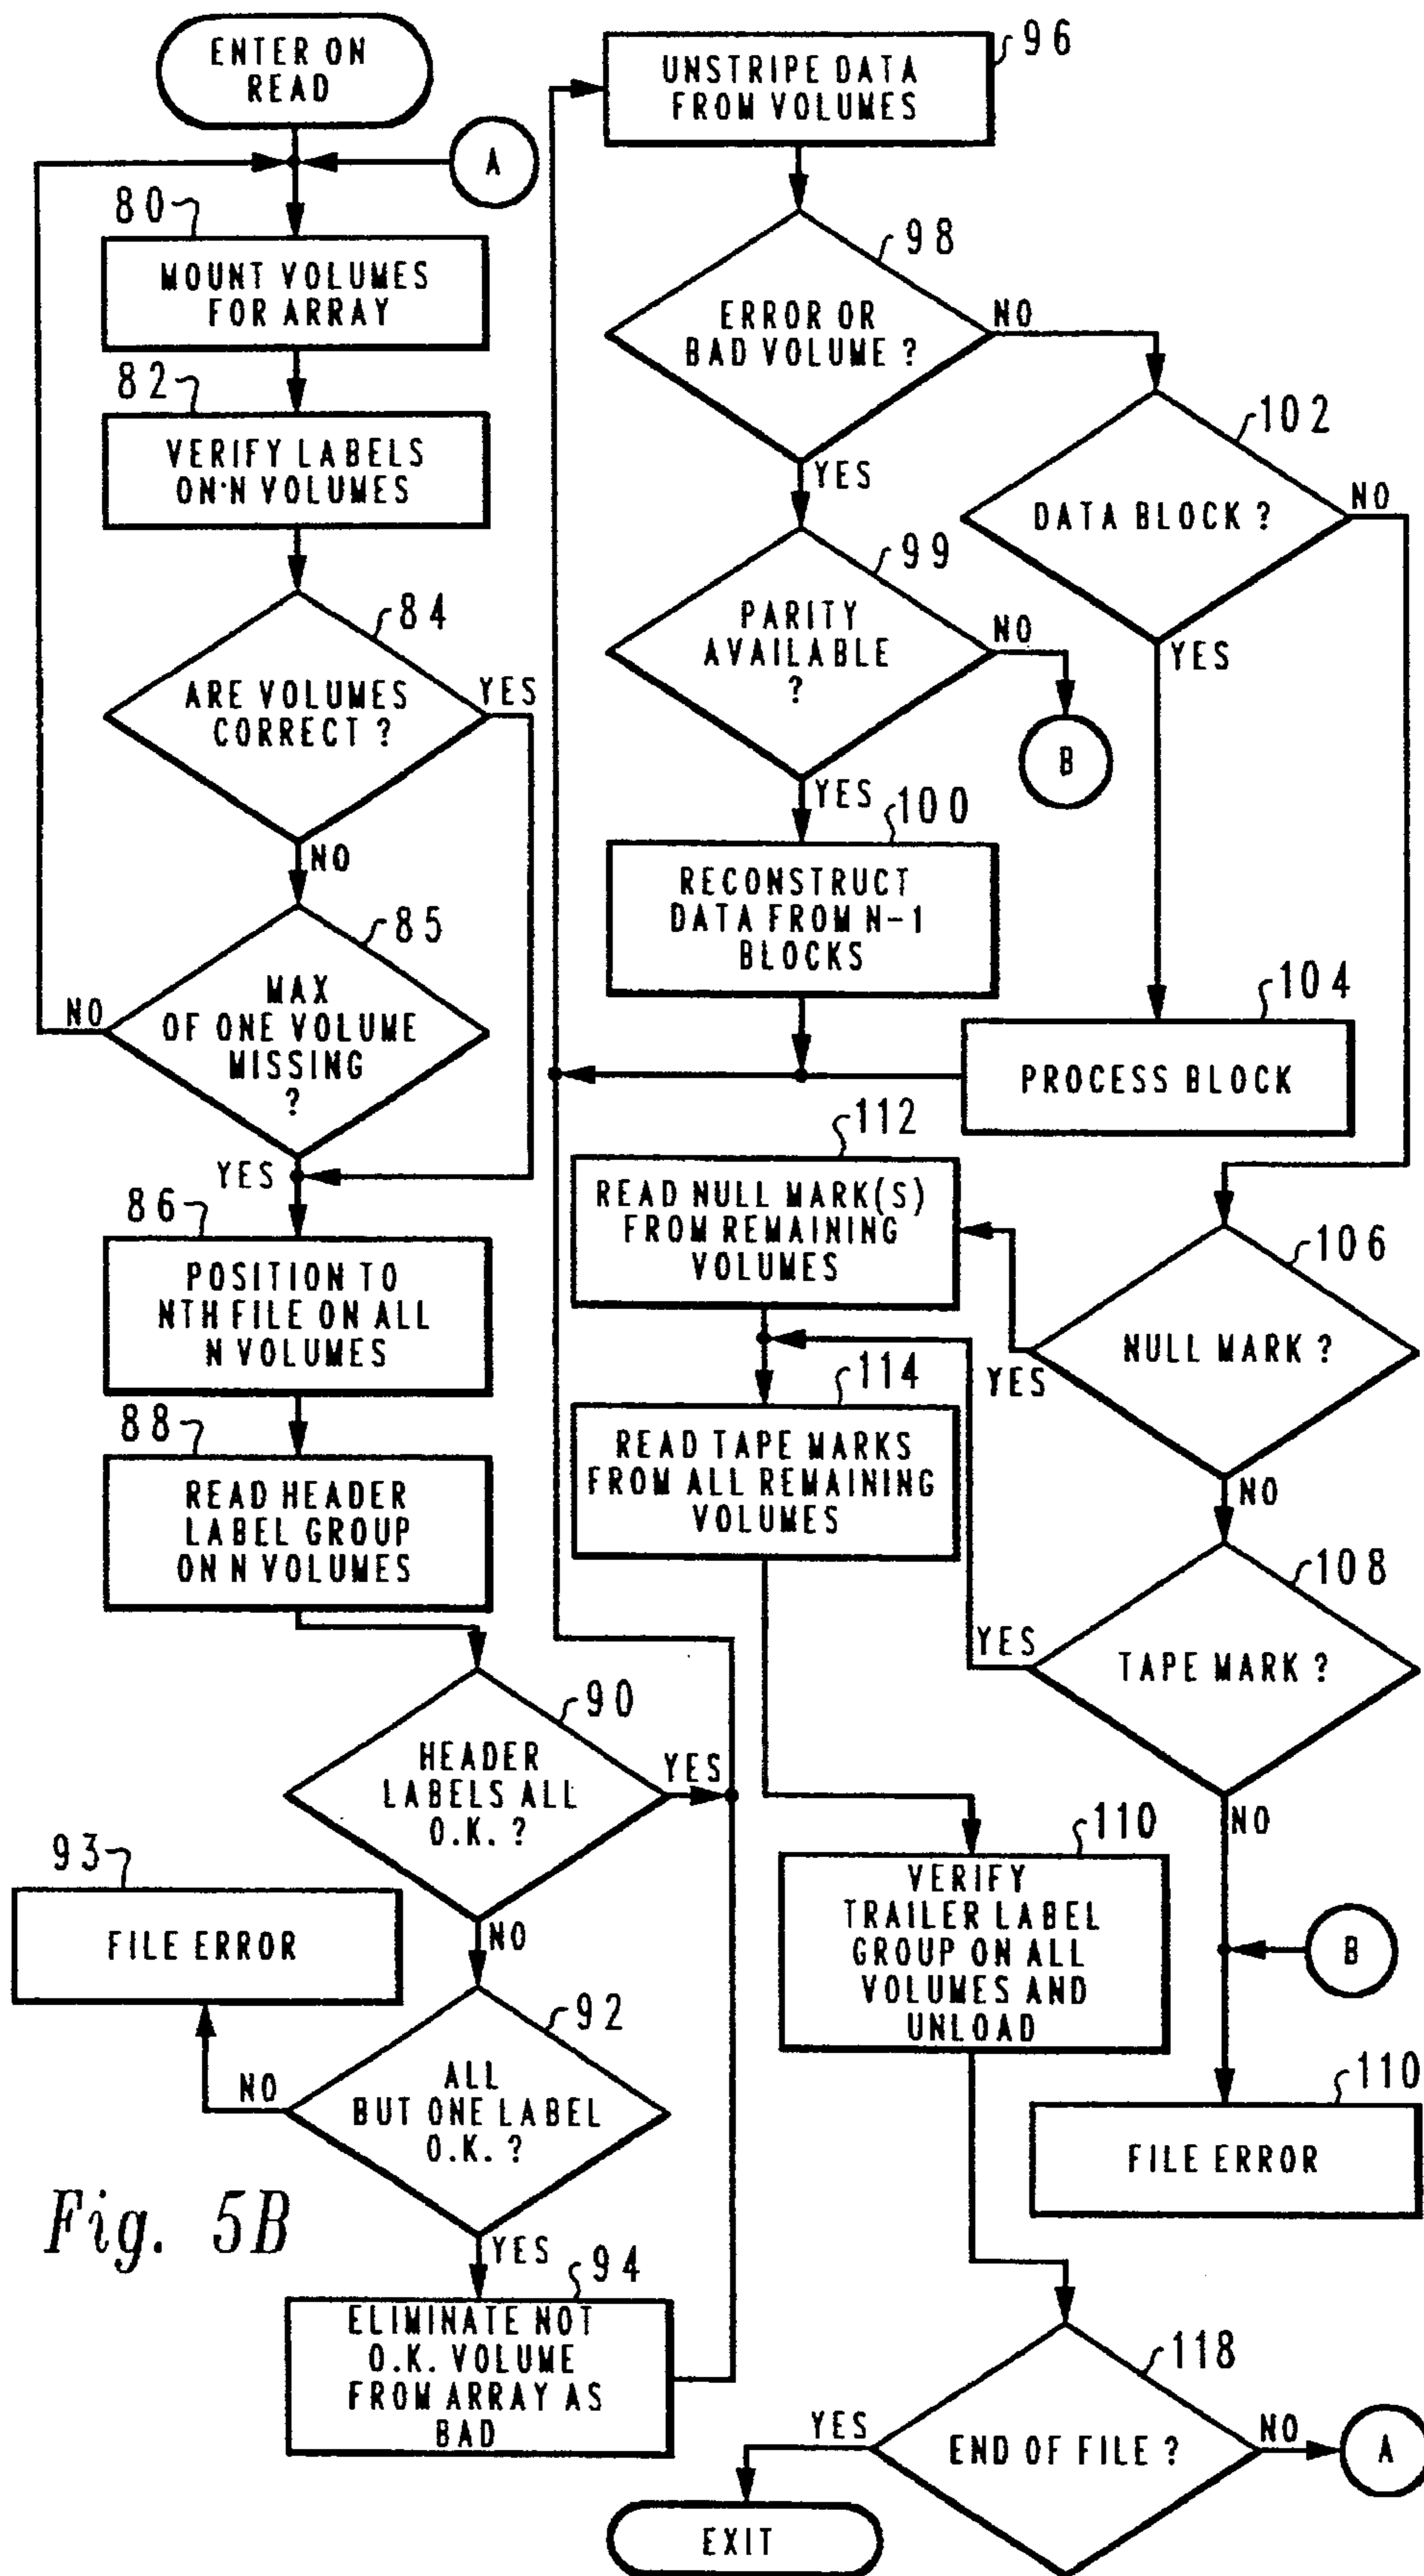 ENTER ON
READ
A
80
MOUNT VOLUMES
FOR ARRAY
82
VERIFY LABELS
ON N VOLUMES
84
ARE VOLUMES
CORRECT ?
YES
NO
85
MAX
OF ONE VOLUME
MISSING
?
NO
YES
86
POSITION TO
NTH FILE ON ALL
N VOLUMES
88
READ HEADER
LABEL GROUP
ON N VOLUMES
90
HEADER
LABELS ALL
O.K. ?
YES
NO
93
FILE ERROR
92
ALL
BUT ONE LABEL
O.K. ?
NO
YES
94
ELIMINATE NOT
O.K. VOLUME
FROM ARRAY AS
BAD
Fig. 5B
96
UNSTRIPE DATA
FROM VOLUMES
98
ERROR OR
BAD VOLUME ?
NO
YES
99
PARITY
AVAILABLE
?
NO
B
YES
100
RECONSTRUCT
DATA FROM N-1
BLOCKS
102
DATA BLOCK ?
NO
YES
104
PROCESS BLOCK
112
READ NULL MARK(S)
FROM REMAINING
VOLUMES
106
NULL MARK ?
YES
NO
114
READ TAPE MARKS
FROM ALL REMAINING
VOLUMES
108
TAPE MARK ?
YES
NO
110
VERIFY
TRAILER LABEL
GROUP ON ALL
VOLUMES AND
UNLOAD
B
110
FILE ERROR
118
END OF FILE ?
YES
NO
A
EXIT